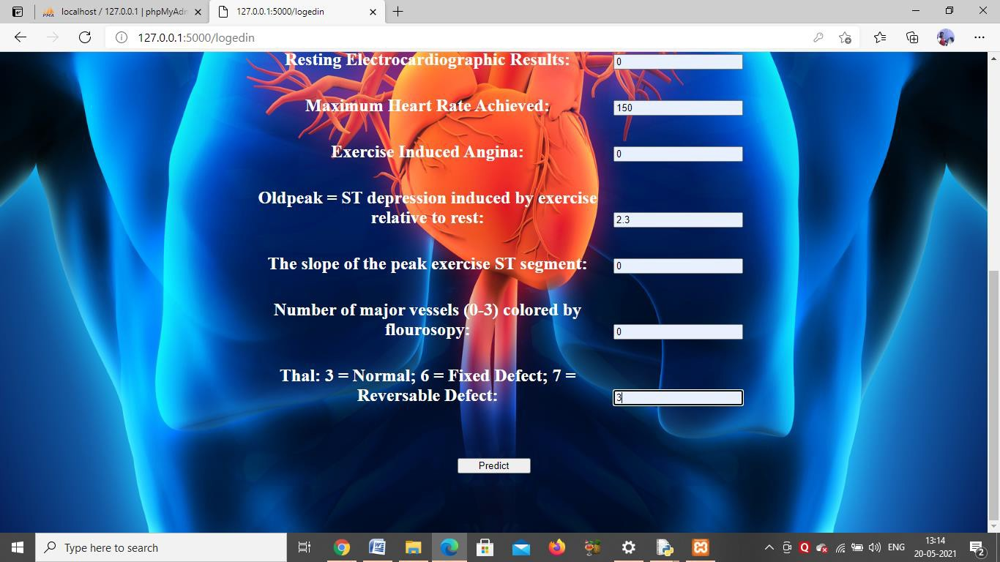 localhost / 127.0.0.1 | phpMyAdn
127.0.0.1:5000/logedin
127.0.0.1:5000/logedin
Resting Electrocardiographic Results:
0
Maximum Heart Rate Achieved:
150
Exercise Induced Angina:
0
Oldpeak = ST depression induced by exercise
relative to rest:
2.3
The slope of the peak exercise ST segment:
0
Number of major vessels (0-3) colored by
flourosopy:
0
Thal: 3 = Normal; 6 = Fixed Defect; 7 =
Reversable Defect:
3
Predict
Type here to search
ENG
13:14
20-05-2021
2